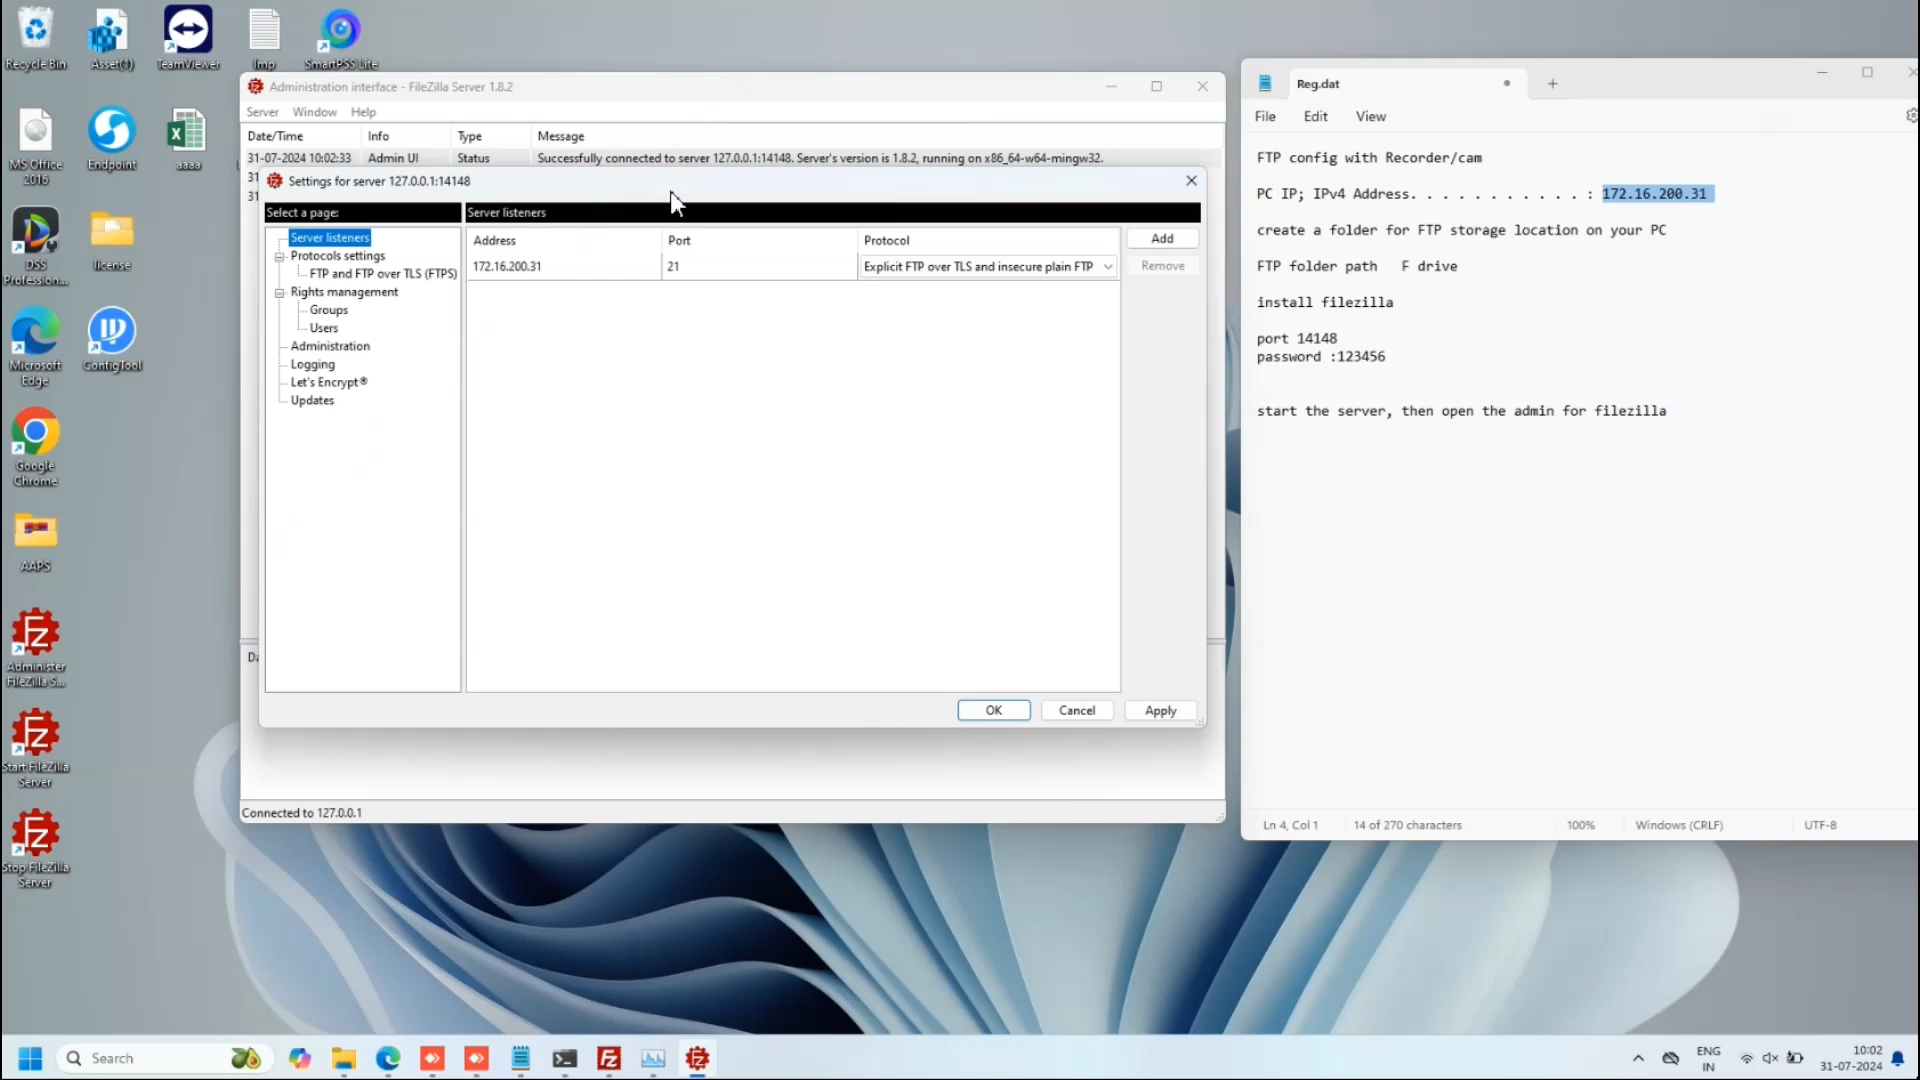 Recycle Bin
Asset(1)
TeamViewer
Imp
SmartPSS Lite
MS Office
2016
Endpoint
aaaa
DSS
Profession...
license
Microsoft
Edge
ConfigTool
Google
Chrome
AAPS
Administer
FileZilla S...
Start FileZilla
Server
Stop FileZilla
Server
Administration interface - FileZilla Server 1.8.2
Server Window Help
Date/Time Info Type Message
31-07-2024 10:02:33 Admin UI Status Successfully connected to server 127.0.0.1:14148. Server's version is 1.8.2, running on x86_64-w64-mingw32.
31
31
Settings for server 127.0.0.1:14148
Select a page:
Server listeners
Protocols settings
FTP and FTP over TLS (FTPS)
Rights management
Groups
Users
Administration
Logging
Let's Encrypt®
Updates
Server listeners
Address Port Protocol
172.16.200.31 21 Explicit FTP over TLS and insecure plain FTP
Add
Remove
OK Cancel Apply
Da
Connected to 127.0.0.1
Reg.dat
File Edit View
FTP config with Recorder/cam
PC IP; IPv4 Address. . . . . . . . . . . : 172.16.200.31
create a folder for FTP storage location on your PC
FTP folder path F drive
install filezilla
port 14148
password :123456
start the server, then open the admin for filezilla
Ln 4, Col 1 14 of 270 characters 100% Windows (CRLF) UTF-8
Search
ENG
IN
10:02
31-07-2024